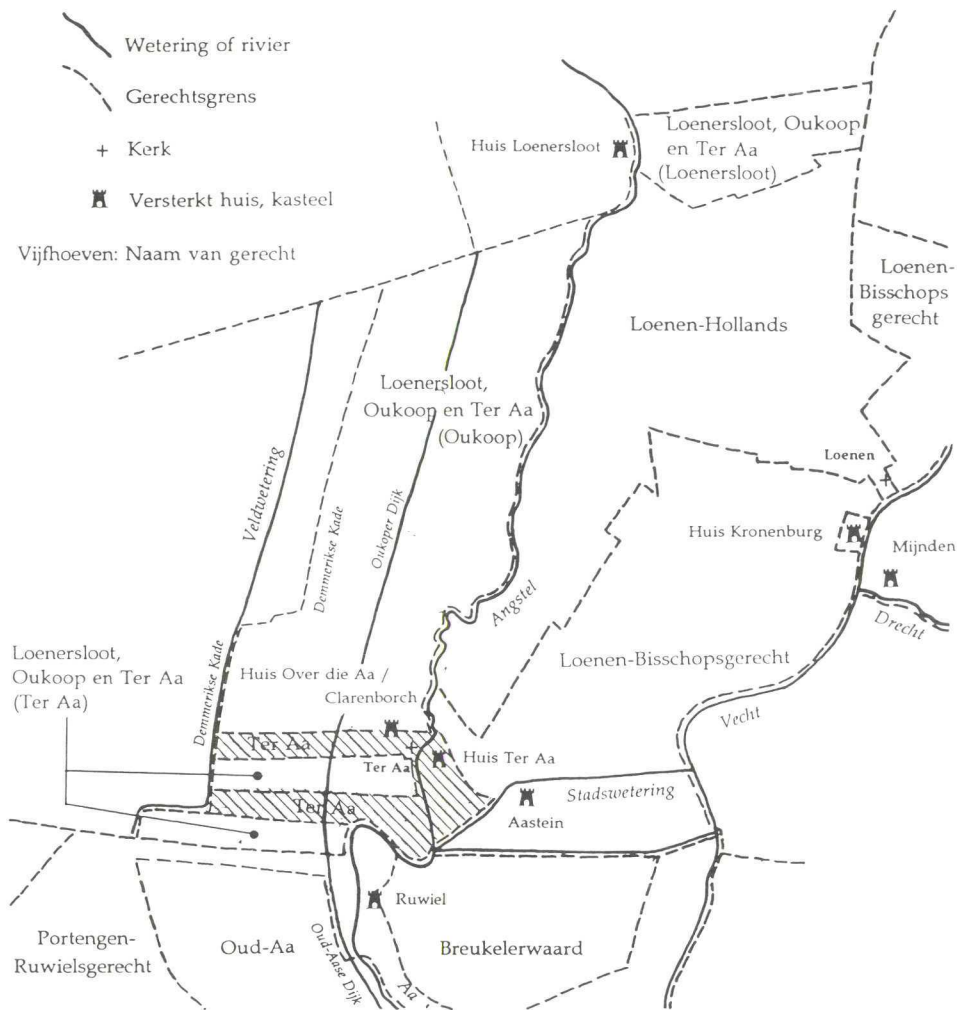 Wetering of rivier
Gerechtsgrens
Kerk
Versterkt huis, kasteel
Vijfhoeven: Naam van gerecht
Huis Loenersloot
Loenersloot, Oukoop
en Ter Aa
(Loenersloot)
Loenen-
Bisschops
gerecht
Loenen-Hollands
Loenersloot,
Oukoop en Ter Aa
(Oukoop)
Veldwetering
Demmerikse Kade
Oukoper Dijk
Angstel
Loenen
Huis Kronenburg
Mijnden
Drecht
Loenen-Bisschopsgerecht
Vecht
Loenersloot,
Oukoop en Ter Aa
(Ter Aa)
Demmerikse Kade
Huis Over die Aa /
Clarenborch
Ter Aa
Ter Aa
Huis Ter Aa
Ter Aa
Stadswetering
Aastein
Ruwiel
Portengen-
Ruwielsgerecht
Oud-Aa
Oud-Aase Dijk
Aa
Breukelerwaard